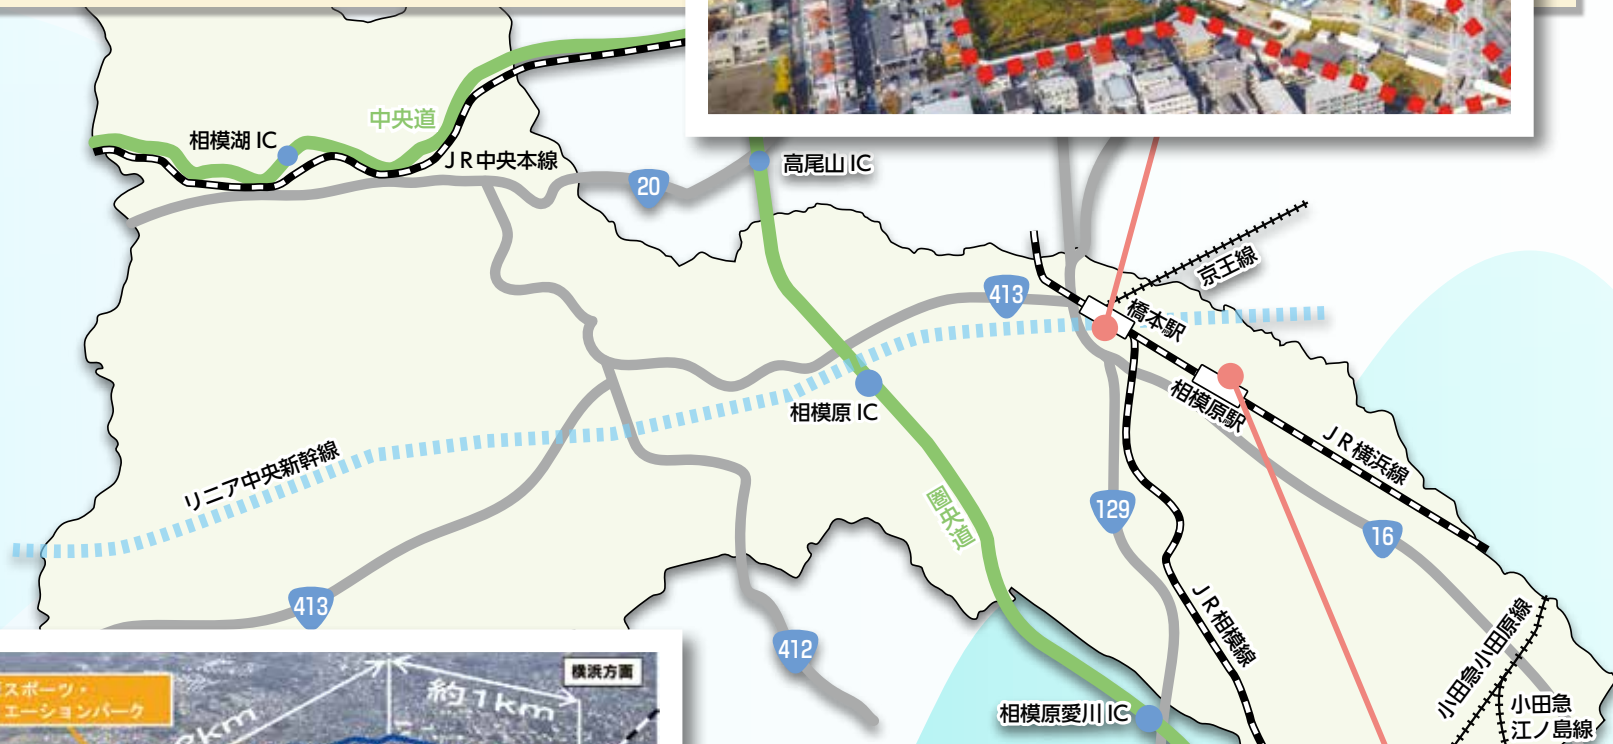 中央道
相模湖 IC
JR中央本線
20
高尾山 IC
京王線
413
橋本駅
相模原 IC
相模原駅
JR横浜線
リニア中央新幹線
圏央道
129
16
413
JR相模線
412
小田急小田原線
小田急
江ノ島線
相模原愛川 IC
横浜方面
約1km
スポーツ・
エーションパーク
km